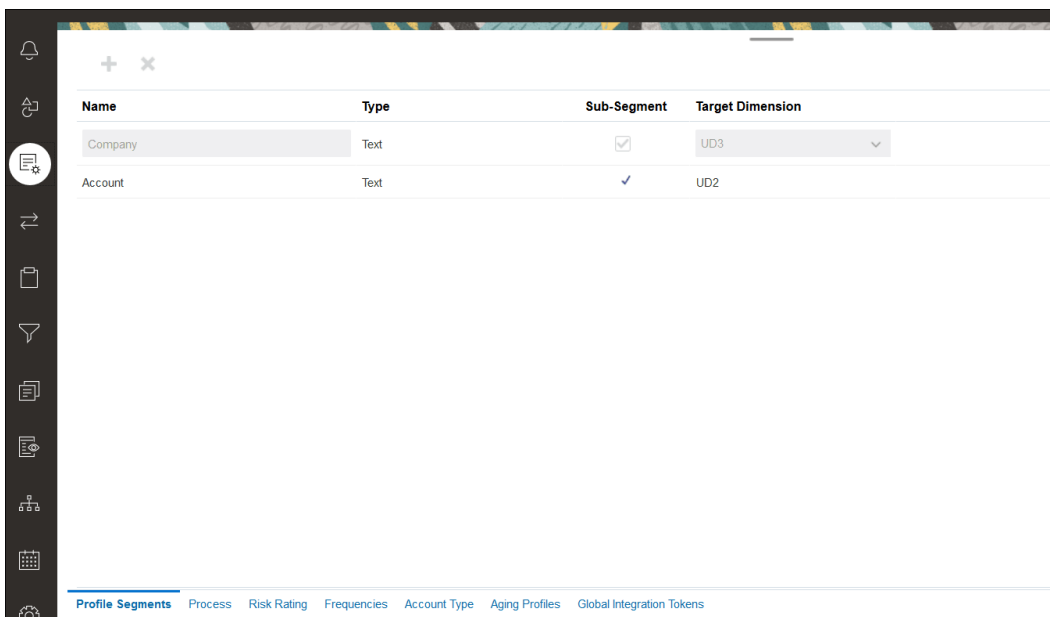 Name Type Sub-Segment Target Dimension
Company Text UD3
Account Text UD2
Profile Segments Process Risk Rating Frequencies Account Type Aging Profiles Global Integration Tokens